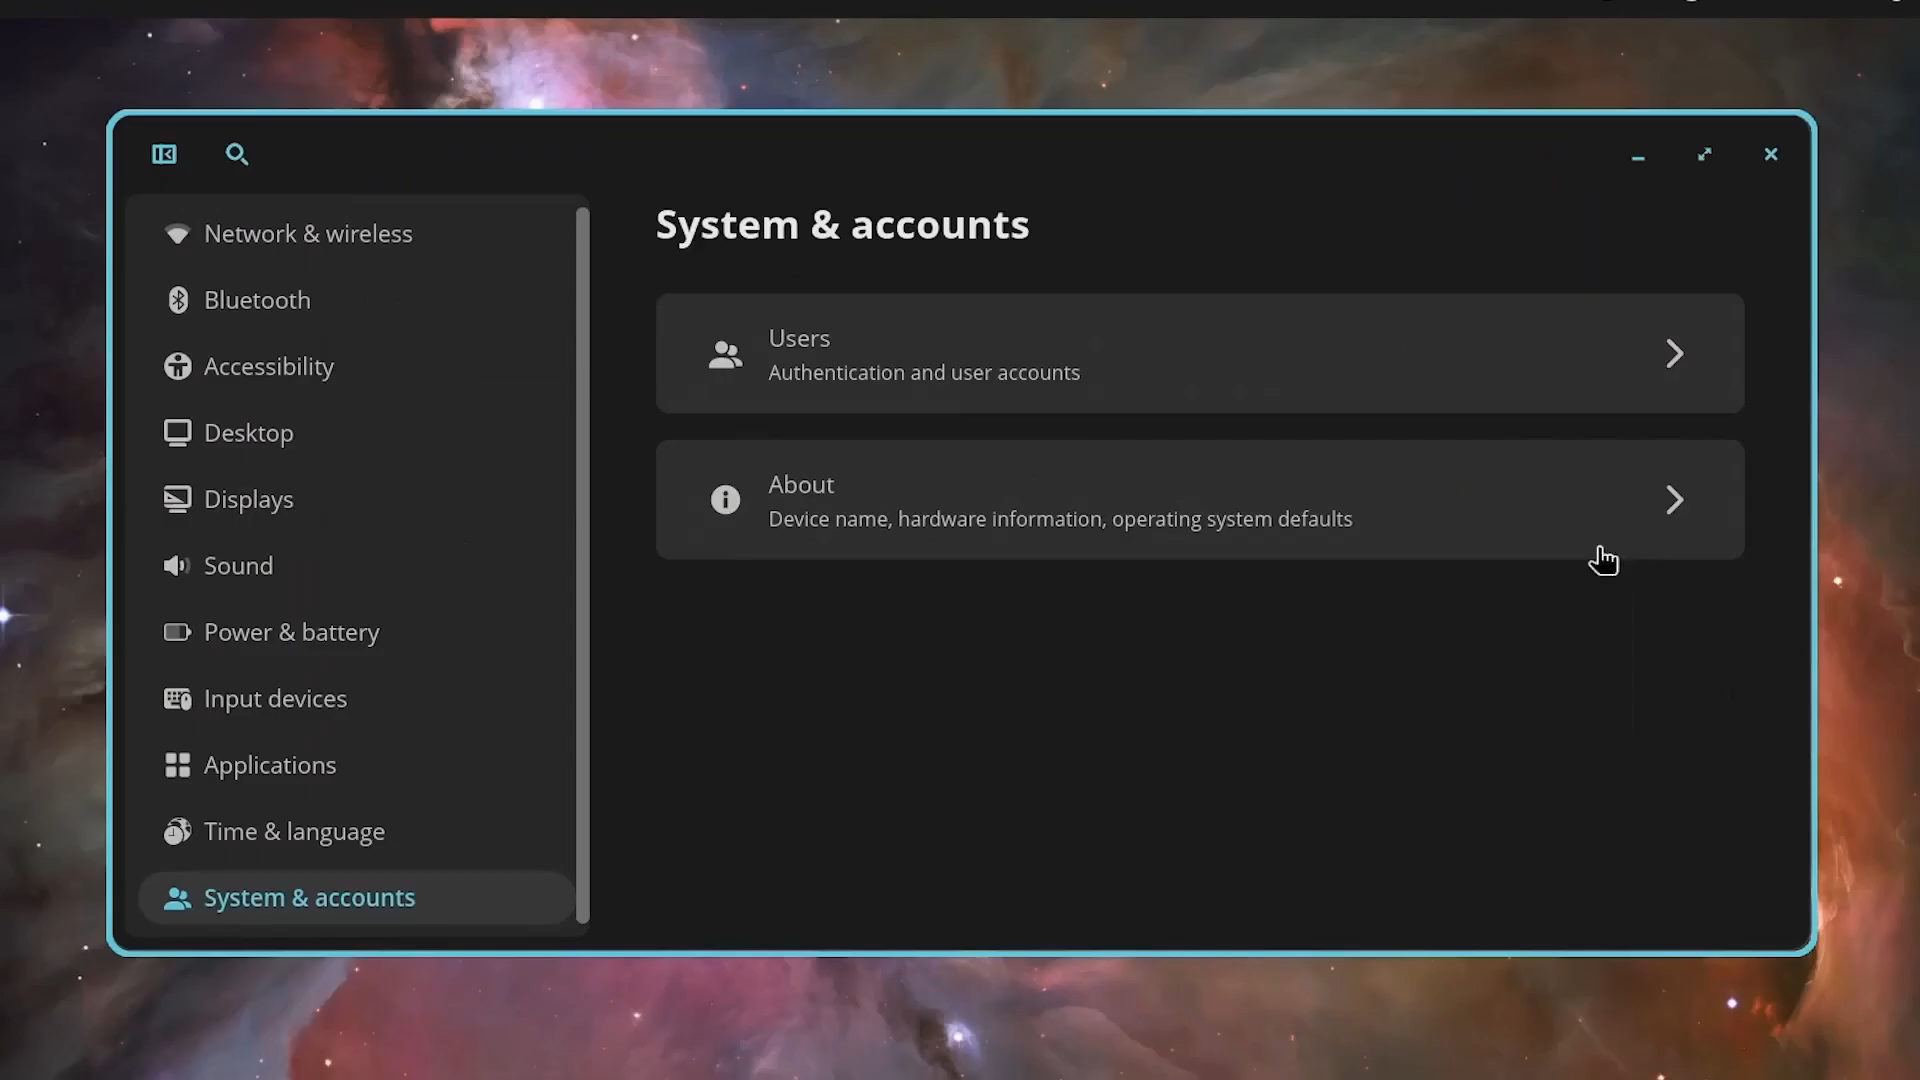 Network & wireless
Bluetooth
Accessibility
Desktop
Displays
Sound
Power & battery
Input devices
Applications
Time & language
System & accounts
System & accounts
Users
Authentication and user accounts
About
Device name, hardware information, operating system defaults